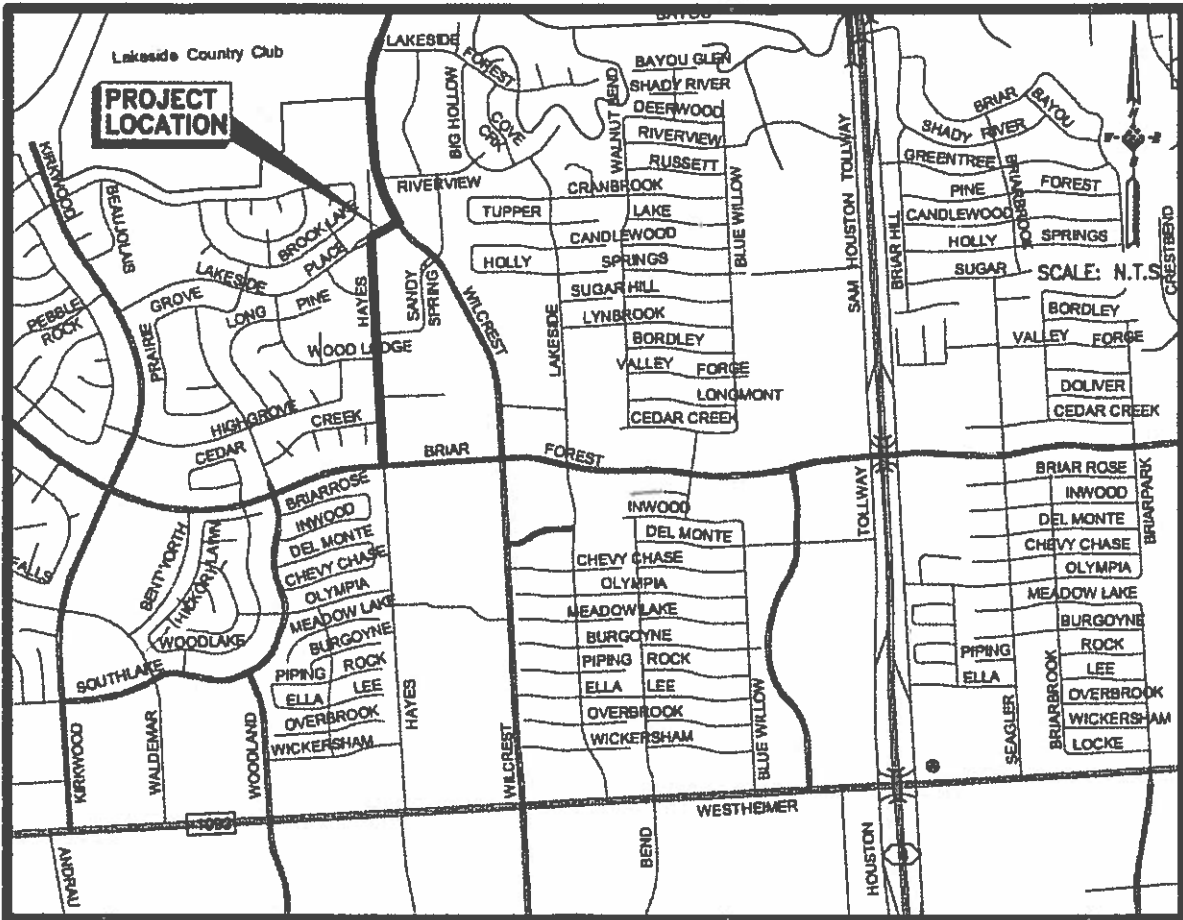 BAYOU
Lakeside Country Club
LAKESIDE
FOREST
BAYOU GLEN
SHADY RIVER
DEERWOOD
RIVERVIEW
RUSSETT
CRANBROOK
TUPPER
LAKE
CANDLEWOOD
HOLLY
SPRINGS
SUGAR HILL
LYNBROOK
BORDLEY
VALLEY
FORGE
LONGMONT
CEDAR CREEK
PROJECT
LOCATION
BIG HOLLOW
COVE
CRK
WALNUT BEND
BLUE WILLOW
SAM HOUSTON TOLLWAY
BRIAR
BAYOU
SHADY RIVER
GREENTREE
PINE
FOREST
CANDLEWOOD
HOLLY
SPRINGS
SUGAR
BRIARBROOK
BRIAR HILL
SCALE: N.T.S.
CRESTBEND
BORDLEY
VALLEY
FORGE
DOLIVER
CEDAR CREEK
KIRKWOOD
BEAUJOLAIS
RIVERVIEW
BROOK LAKE
LAKESIDE
PLACE
GROVE
LONG
PINE
PEBBLE
ROCK
PRAIRIE
HAYES
SANDY
SPRING
WILCREST
LAKESIDE
WOOD LODGE
HIGHGROVE
CREEK
CEDAR
BRIAR
FOREST
TOLLWAY
BRIARROSE
INWOOD
DEL MONTE
CHEVY CHASE
OLYMPIA
MEADOW LAKE
BURGOYNE
PIPING
ROCK
ELLA
LEE
OVERBROOK
WICKERSHAM
FALLS
BENTWORTH
HICKORY LAWN
WOODLAKE
SOUTHLAKE
KIRKWOOD
WALDEMAR
WOODLAND
HAYES
WILCREST
INWOOD
DEL MONTE
CHEVY CHASE
OLYMPIA
MEADOW LAKE
BURGOYNE
PIPING
ROCK
ELLA
LEE
OVERBROOK
WICKERSHAM
BLUE WILLOW
BRIAR ROSE
INWOOD
DEL MONTE
CHEVY CHASE
OLYMPIA
MEADOW LAKE
BURGOYNE
PIPING
ROCK
ELLA
LEE
OVERBROOK
WICKERSHAM
LOCKE
BRIARPARK
SEAGLER
BRIARBROOK
WESTHEIMER
1093
ANDRAU
BEND
HOUSTON